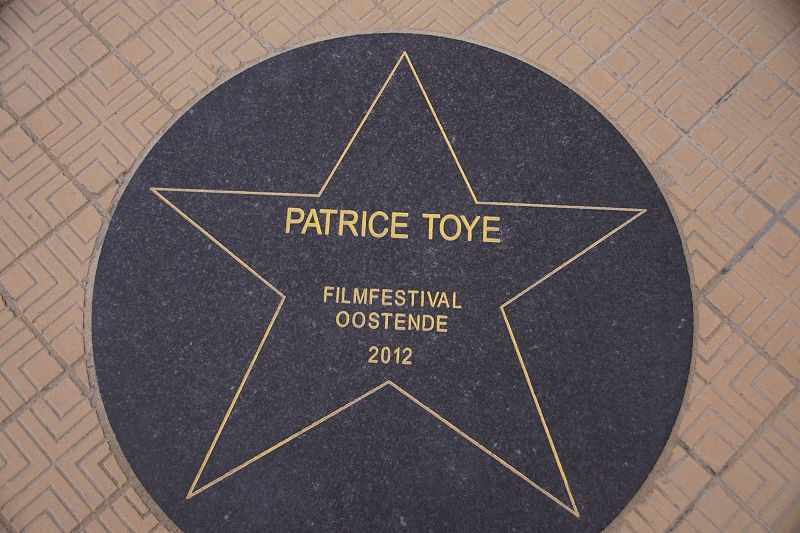 PATRICE TOYE
FILMFESTIVAL
OOSTENDE
2012